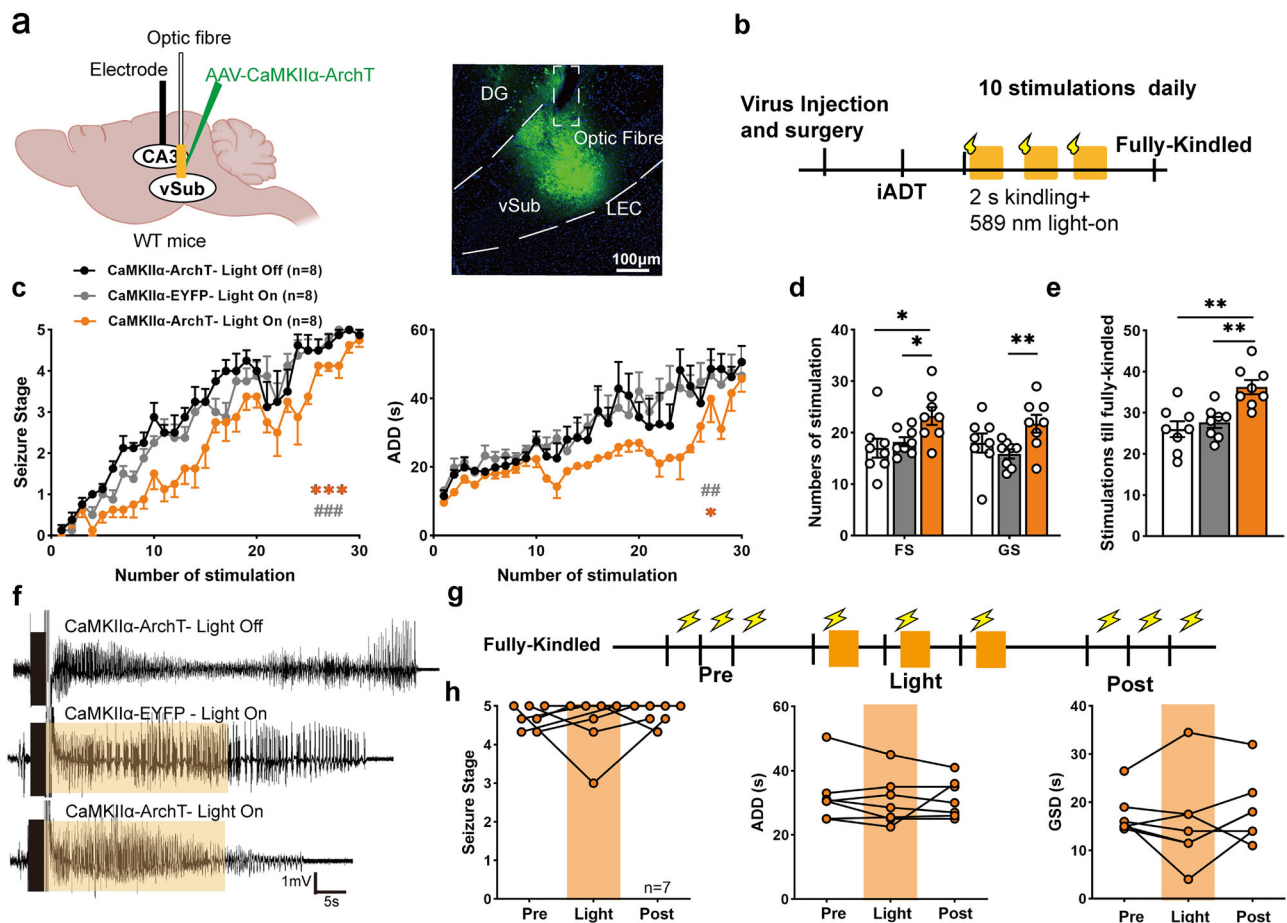 a
Optic fibre
Electrode
AAV-CaMKIIα-ArchT
CA3
vSub
WT mice
DG
Optic Fibre
vSub
LEC
100μm
b
Virus Injection
and surgery
10 stimulations daily
Fully-Kindled
iADT
2 s kindling+
589 nm light-on
c
CaMKIIα-ArchT- Light Off (n=8)
CaMKIIα-EYFP- Light On (n=8)
CaMKIIα-ArchT- Light On (n=8)
Seizure Stage
5
4
3
2
1
0
0 10 20 30
Number of stimulation
***
###
ADD (s)
80
60
40
20
0
0 10 20 30
Number of stimulation
##
*
d
Numbers of stimulation
40
30
20
10
0
* * **
FS GS
e
Stimulations till fully-kindled
50
40
30
20
10
0
**
**
f
CaMKIIα-ArchT- Light Off
CaMKIIα-EYFP - Light On
CaMKIIα-ArchT- Light On
1mV
5s
g
Fully-Kindled
Pre Light Post
h
Seizure Stage
5
4
3
2
1
0
n=7
Pre Light Post
ADD (s)
60
40
20
0
Pre Light Post
GSD (s)
40
30
20
10
0
Pre Light Post